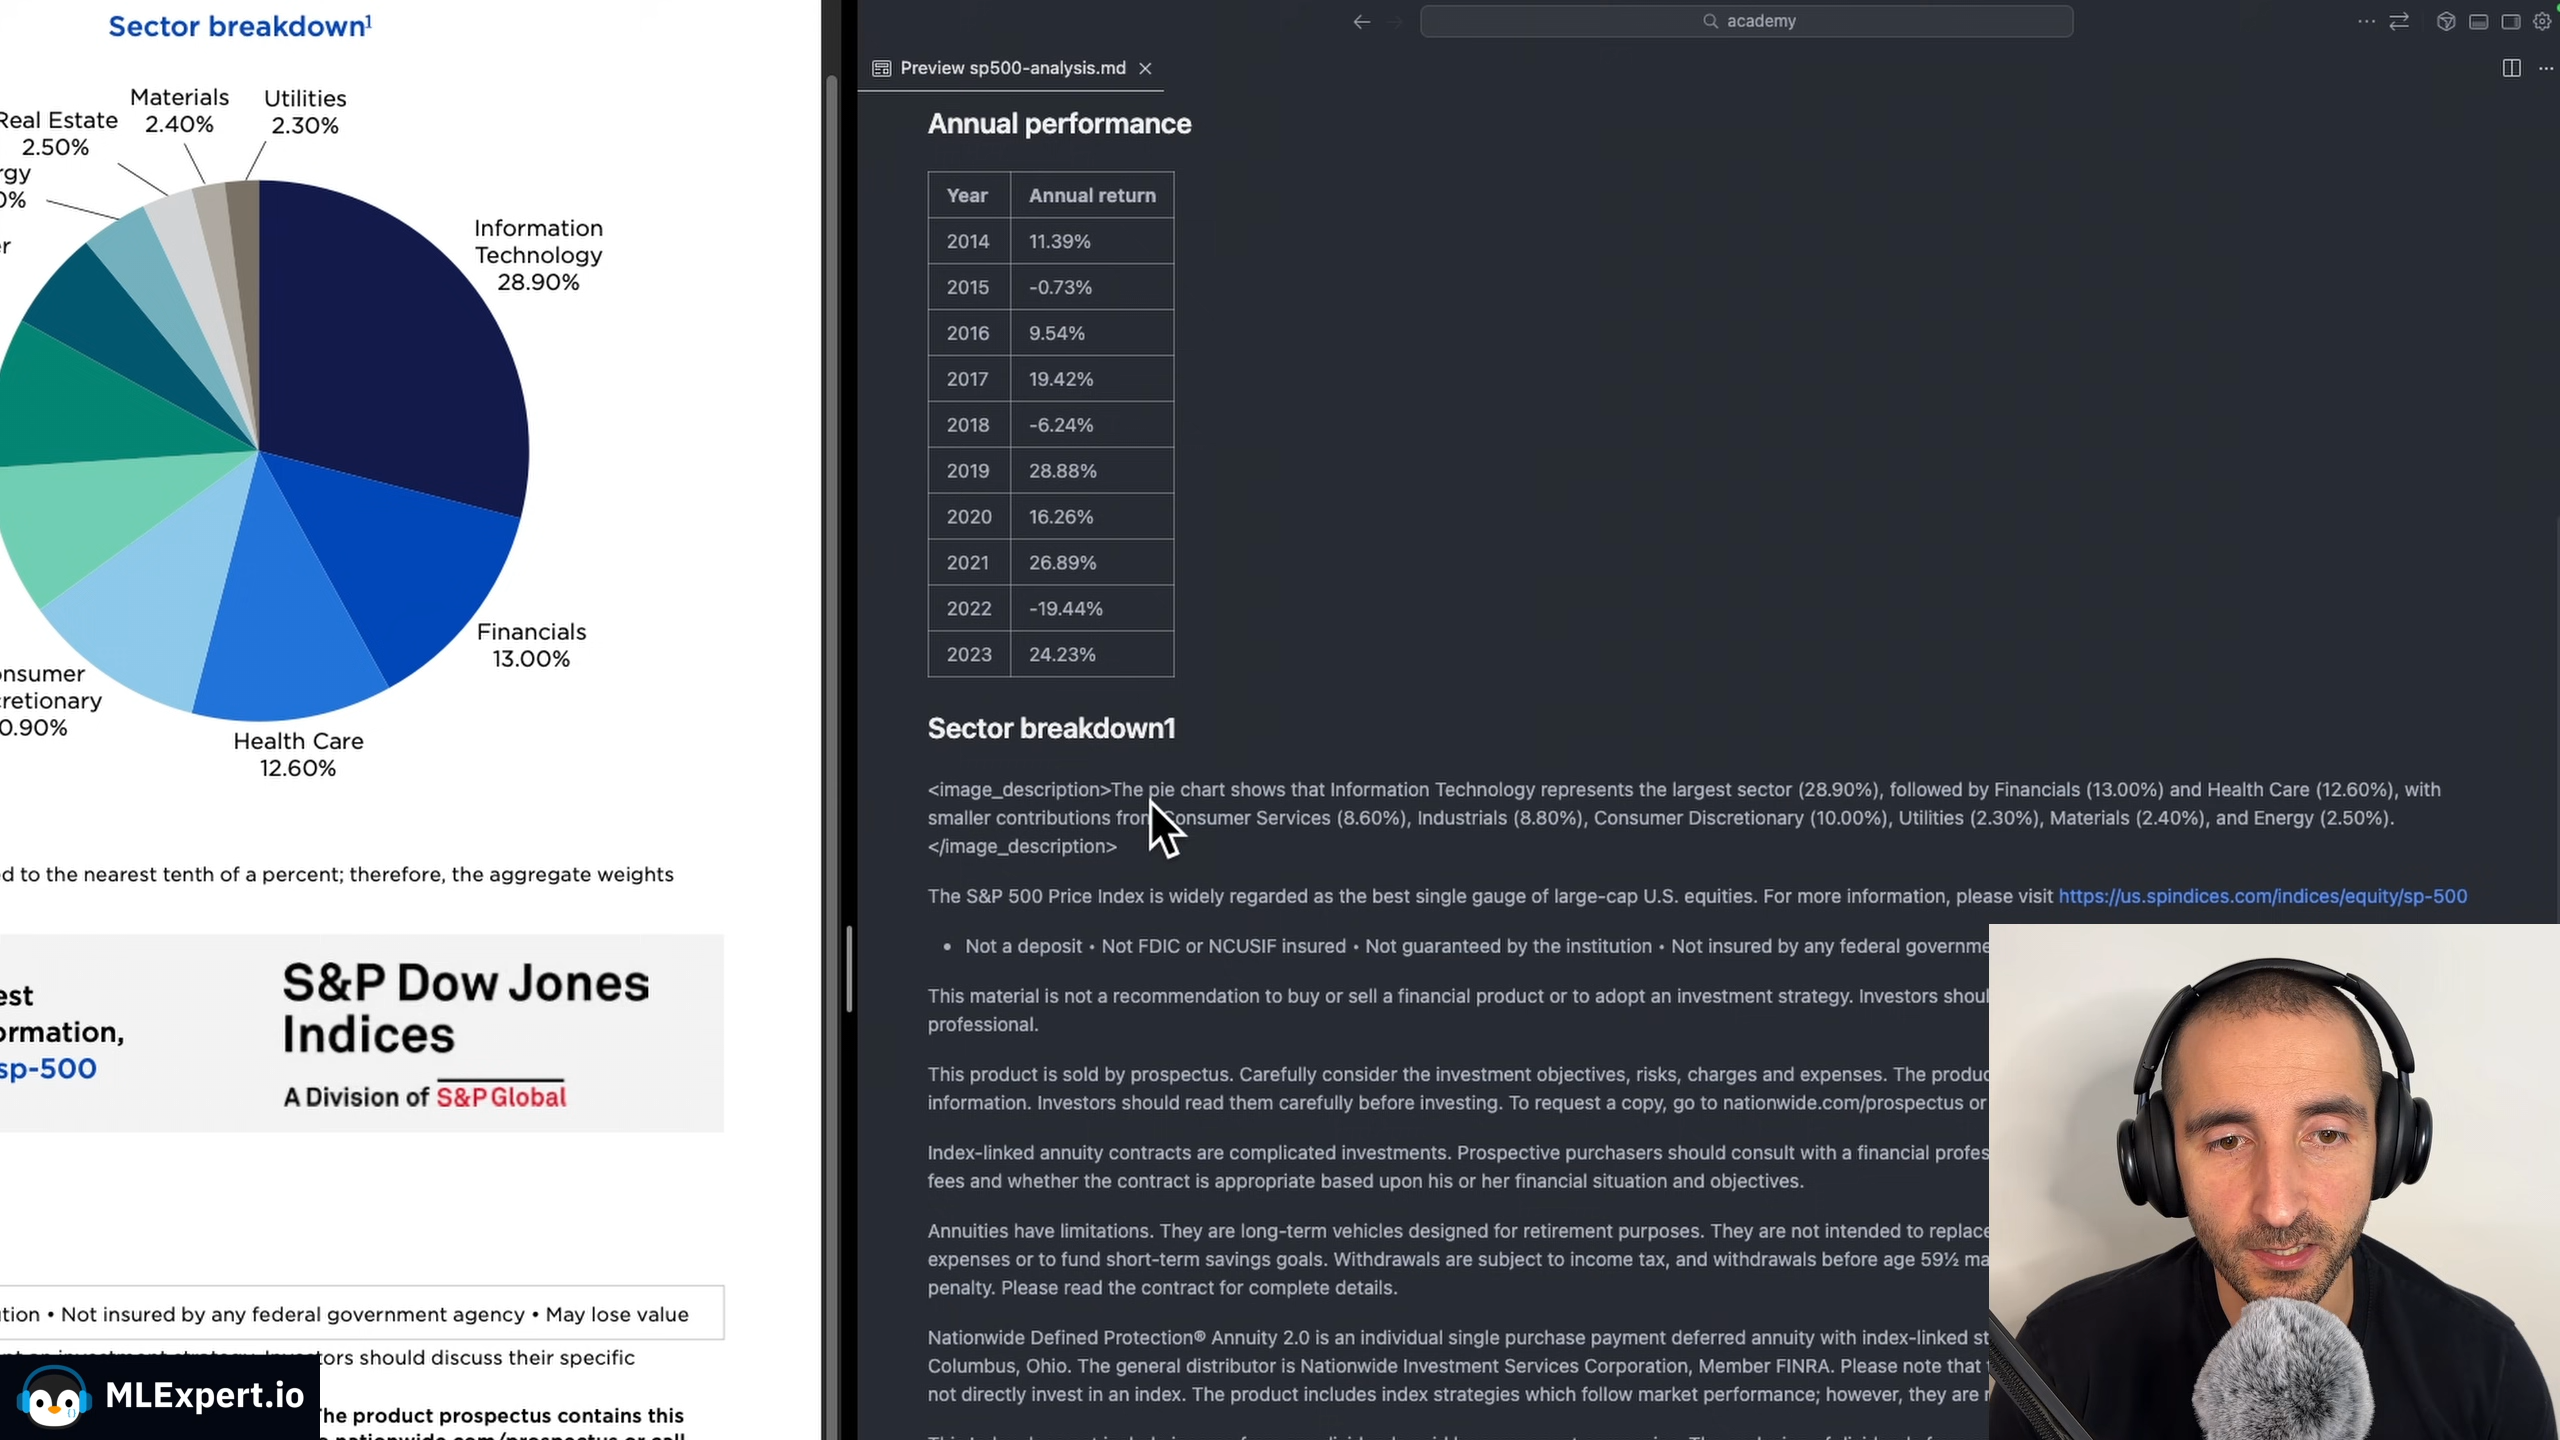 Sector breakdown1
Materials
2.40%
Utilities
2.30%
Real Estate
2.50%
Information
Technology
28.90%
Financials
13.00%
Health Care
12.60%
0.90%
to the nearest tenth of a percent; therefore, the aggregate weights
S&P Dow Jones
Indices
A Division of S&P Global
sp-500
• Not insured by any federal government agency • May lose value
shou­ld discuss their specific
MLExpert.io
product prospectus contains this
academy
Preview sp500-analysis.md
Annual performance
Year Annual return
2014 11.39%
2015 -0.73%
2016 9.54%
2017 19.42%
2018 -6.24%
2019 28.88%
2020 16.26%
2021 26.89%
2022 -19.44%
2023 24.23%
Sector breakdown1
<image_description>The pie chart shows that Information Technology represents the largest sector (28.90%), followed by Financials (13.00%) and Health Care (12.60%), with
smaller contributions from Consumer Services (8.60%), Industrials (8.80%), Consumer Discretionary (10.00%), Utilities (2.30%), Materials (2.40%), and Energy (2.50%).
</image_description>
The S&P 500 Price Index is widely regarded as the best single gauge of large-cap U.S. equities. For more information, please visit https://us.spindices.com/indices/equity/sp-500
• Not a deposit • Not FDIC or NCUSIF insured • Not guaranteed by the institution • Not insured by any federal governme
This material is not a recommendation to buy or sell a financial product or to adopt an investment strategy. Investors shoul
professional.
This product is sold by prospectus. Carefully consider the investment objectives, risks, charges and expenses. The produc
information. Investors should read them carefully before investing. To request a copy, go to nationwide.com/prospectus or
Index-linked annuity contracts are complicated investments. Prospective purchasers should consult with a financial profes
fees and whether the contract is appropriate based upon his or her financial situation and objectives.
Annuities have limitations. They are long-term vehicles designed for retirement purposes. They are not intended to replace
expenses or to fund short-term savings goals. Withdrawals are subject to income tax, and withdrawals before age 59½ ma
penalty. Please read the contract for complete details.
Nationwide Defined Protection® Annuity 2.0 is an individual single purchase payment deferred annuity with index-linked st
Columbus, Ohio. The general distributor is Nationwide Investment Services Corporation, Member FINRA. Please note that
not directly invest in an index. The product includes index strategies which follow market performance; however, they are